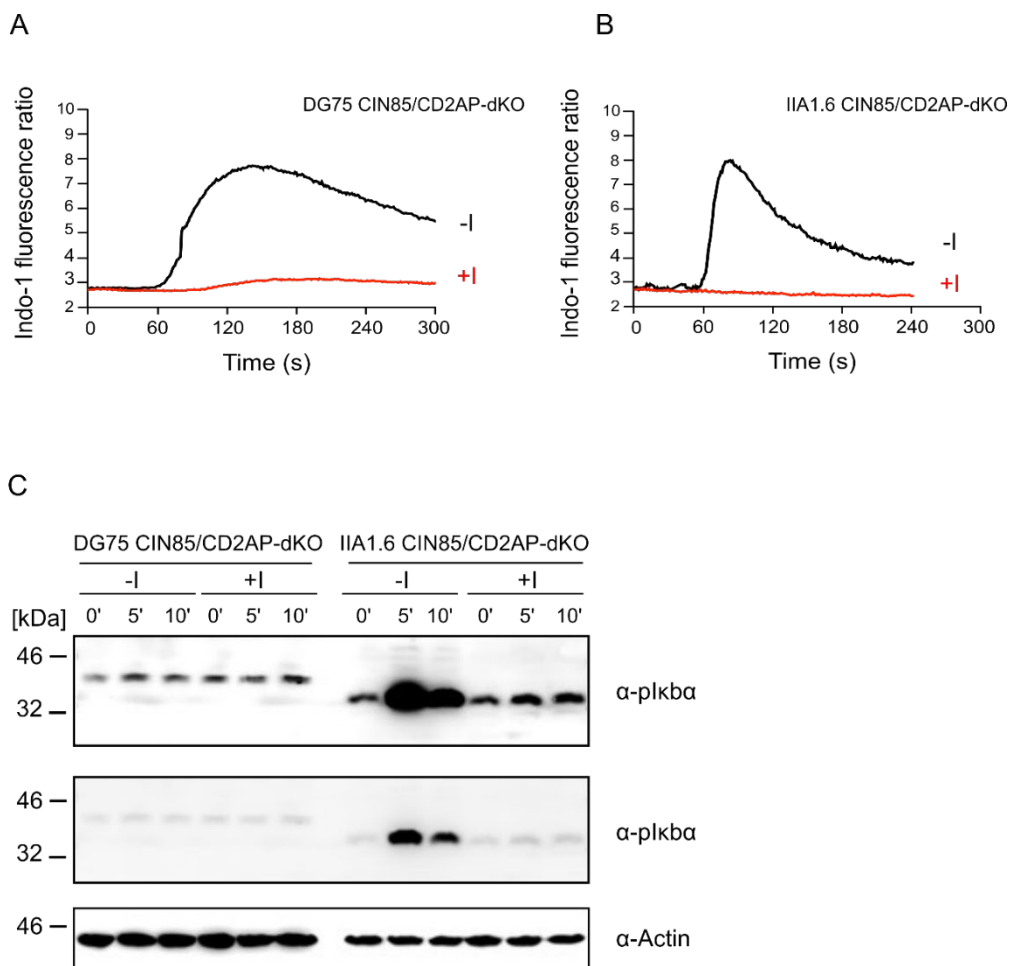 A
DG75 CIN85/CD2AP-dKO
Indo-1 fluorescence ratio
10
9
8
7
6
5
4
3
2
-I
+I
0 60 120 180 240 300
Time (s)
B
IIA1.6 CIN85/CD2AP-dKO
Indo-1 fluorescence ratio
10
9
8
7
6
5
4
3
2
-I
+I
0 60 120 180 240 300
Time (s)
C
DG75 CIN85/CD2AP-dKO IIA1.6 CIN85/CD2AP-dKO
-I +I -I +I
[kDa] 0' 5' 10' 0' 5' 10' 0' 5' 10' 0' 5' 10'
46
α-pIκbα
32
46
α-pIκbα
32
46
α-Actin